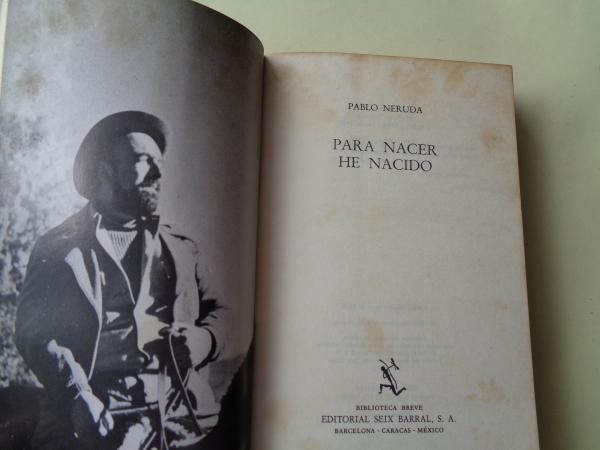 PABLO NERUDA
PARA NACER
HE NACIDO
BIBLIOTECA BREVE
EDITORIAL SEIX BARRAL, S. A.
BARCELONA - CARACAS - MÉXICO